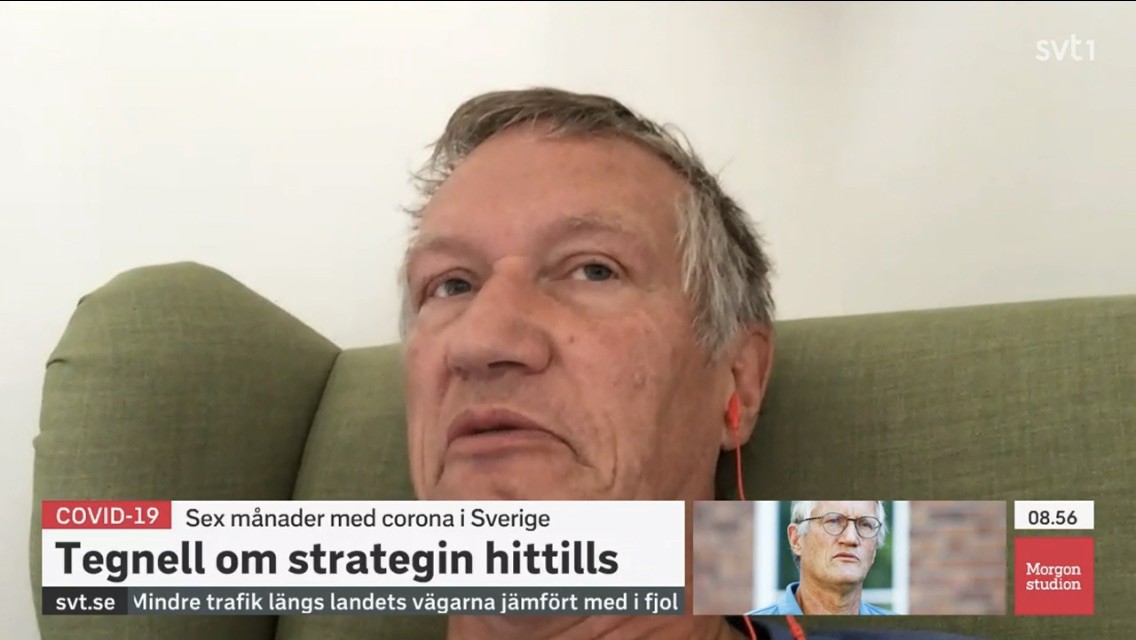 svt1
COVID-19 Sex månader med corona i Sverige
08.56
Tegnell om strategin hittills
Morgon
studion
svt.se Mindre trafik längs landets vägarna jämfört med i fjol